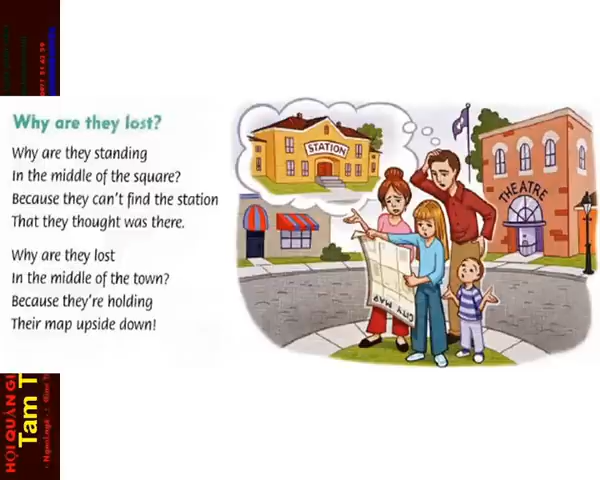 Why are they lost?
Why are they standing
In the middle of the square?
Because they can't find the station
That they thought was there.
Why are they lost
In the middle of the town?
Because they're holding
Their map upside down!
STATION
THEATRE
CITY MAP
HỘI QUẢNG
Tam T